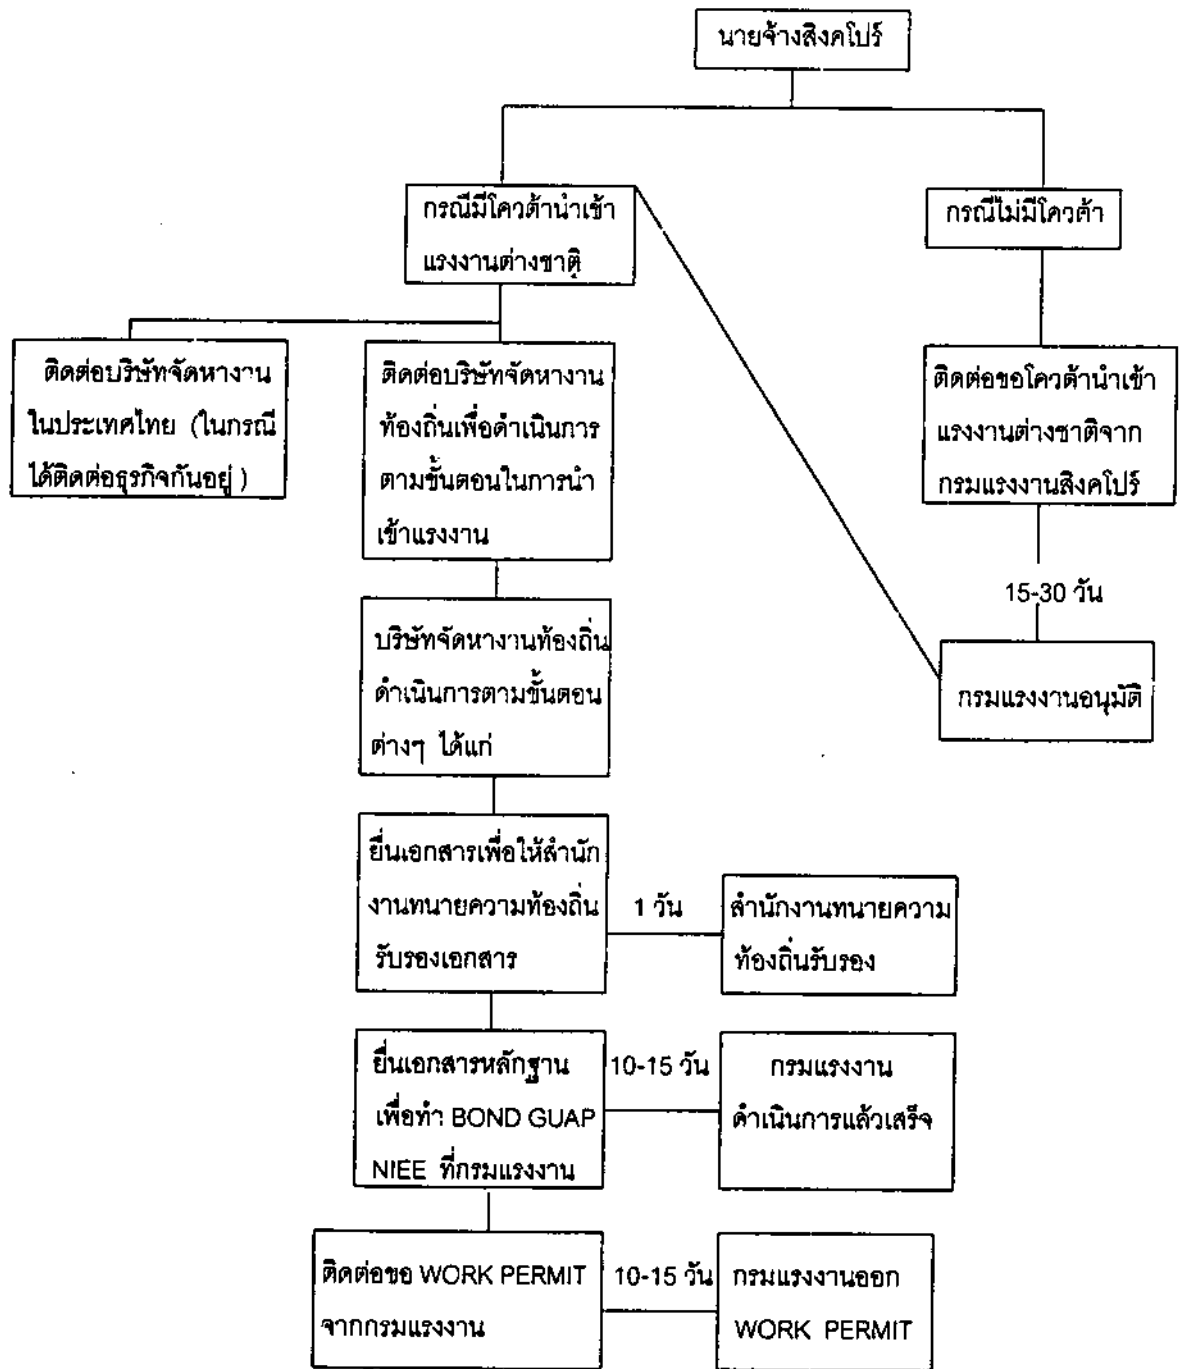 นายจ้างสิงคโปร์
กรณีมีโควต้านำเข้า
แรงงานต่างชาติ
กรณีไม่มีโควต้า
ติดต่อบริษัทจัดหางาน
ในประเทศไทย (ในกรณี
ได้ติดต่อธุรกิจกันอยู่ )
ติดต่อบริษัทจัดหางาน
ท้องถิ่นเพื่อดำเนินการ
ตามขั้นตอนในการนำ
เข้าแรงงาน
ติดต่อขอโควต้านำเข้า
แรงงานต่างชาติจาก
กรมแรงงานสิงคโปร์
15-30 วัน
กรมแรงงานอนุมัติ
บริษัทจัดหางานท้องถิ่น
ดำเนินการตามขั้นตอน
ต่างๆ ได้แก่
ยื่นเอกสารเพื่อให้สำนัก
งานทนายความท้องถิ่น
รับรองเอกสาร
1 วัน
สำนักงานทนายความ
ท้องถิ่นรับรอง
ยื่นเอกสารหลักฐาน
เพื่อทำ BOND GUAP
NIEE ที่กรมแรงงาน
10-15 วัน
กรมแรงงาน
ดำเนินการแล้วเสร็จ
ติดต่อขอ WORK PERMIT
จากกรมแรงงาน
10-15 วัน
กรมแรงงานออก
WORK PERMIT